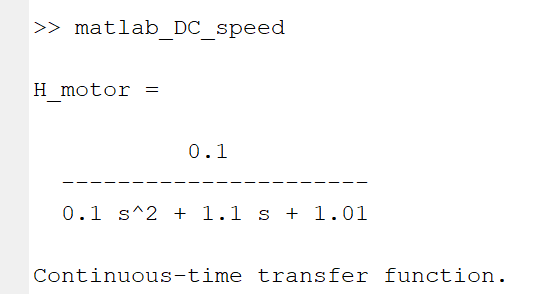 >> matlab_DC_speed
H_motor =
0.1
----------------------
0.1 s^2 + 1.1 s + 1.01
Continuous-time transfer function.